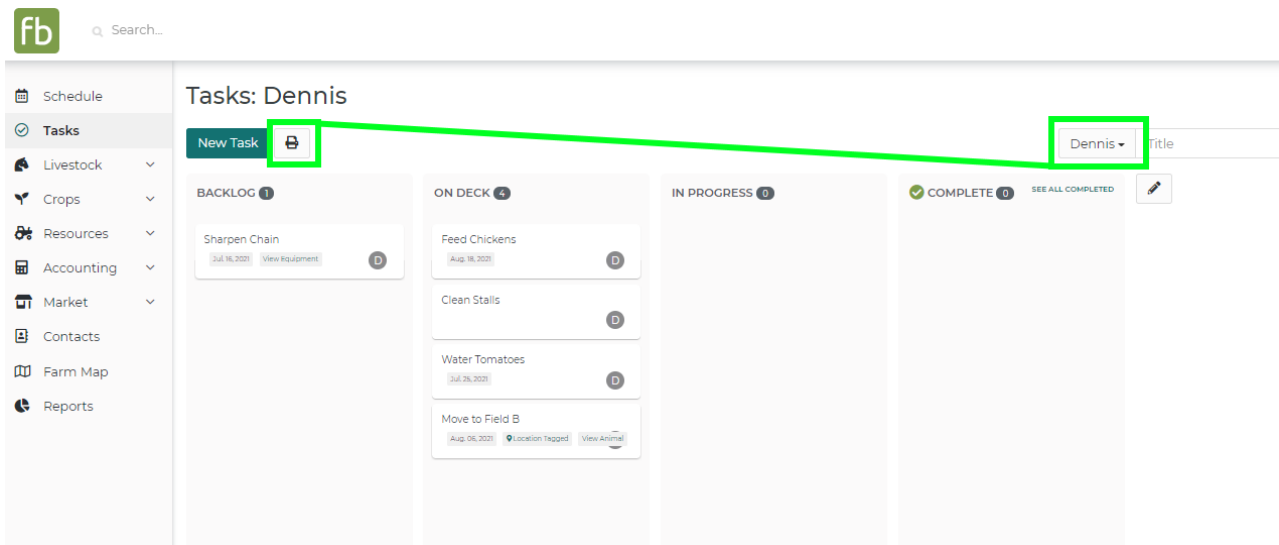 fb
Search...
Schedule
Tasks
Livestock
Crops
Resources
Accounting
Market
Contacts
Farm Map
Reports
Tasks: Dennis
New Task
Dennis
Title
BACKLOG 1
Sharpen Chain
Jul. 16, 2021 View Equipment
D
ON DECK 4
Feed Chickens
Aug. 18, 2021
D
Clean Stalls
D
Water Tomatoes
Jul. 26, 2021
D
Move to Field B
Aug. 06, 2021 Location Tagged View Animal
IN PROGRESS 0
COMPLETE 0 SEE ALL COMPLETED